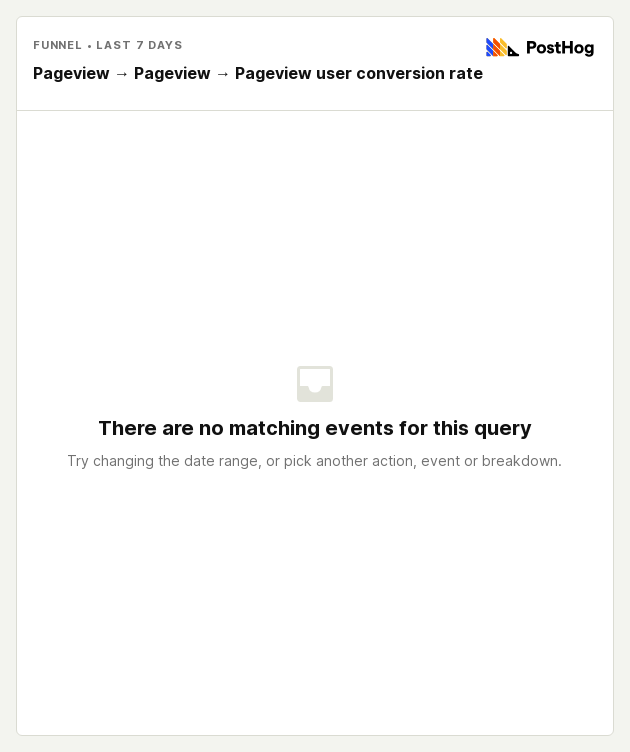 FUNNEL • LAST 7 DAYS
PostHog
Pageview → Pageview → Pageview user conversion rate
There are no matching events for this query
Try changing the date range, or pick another action, event or breakdown.